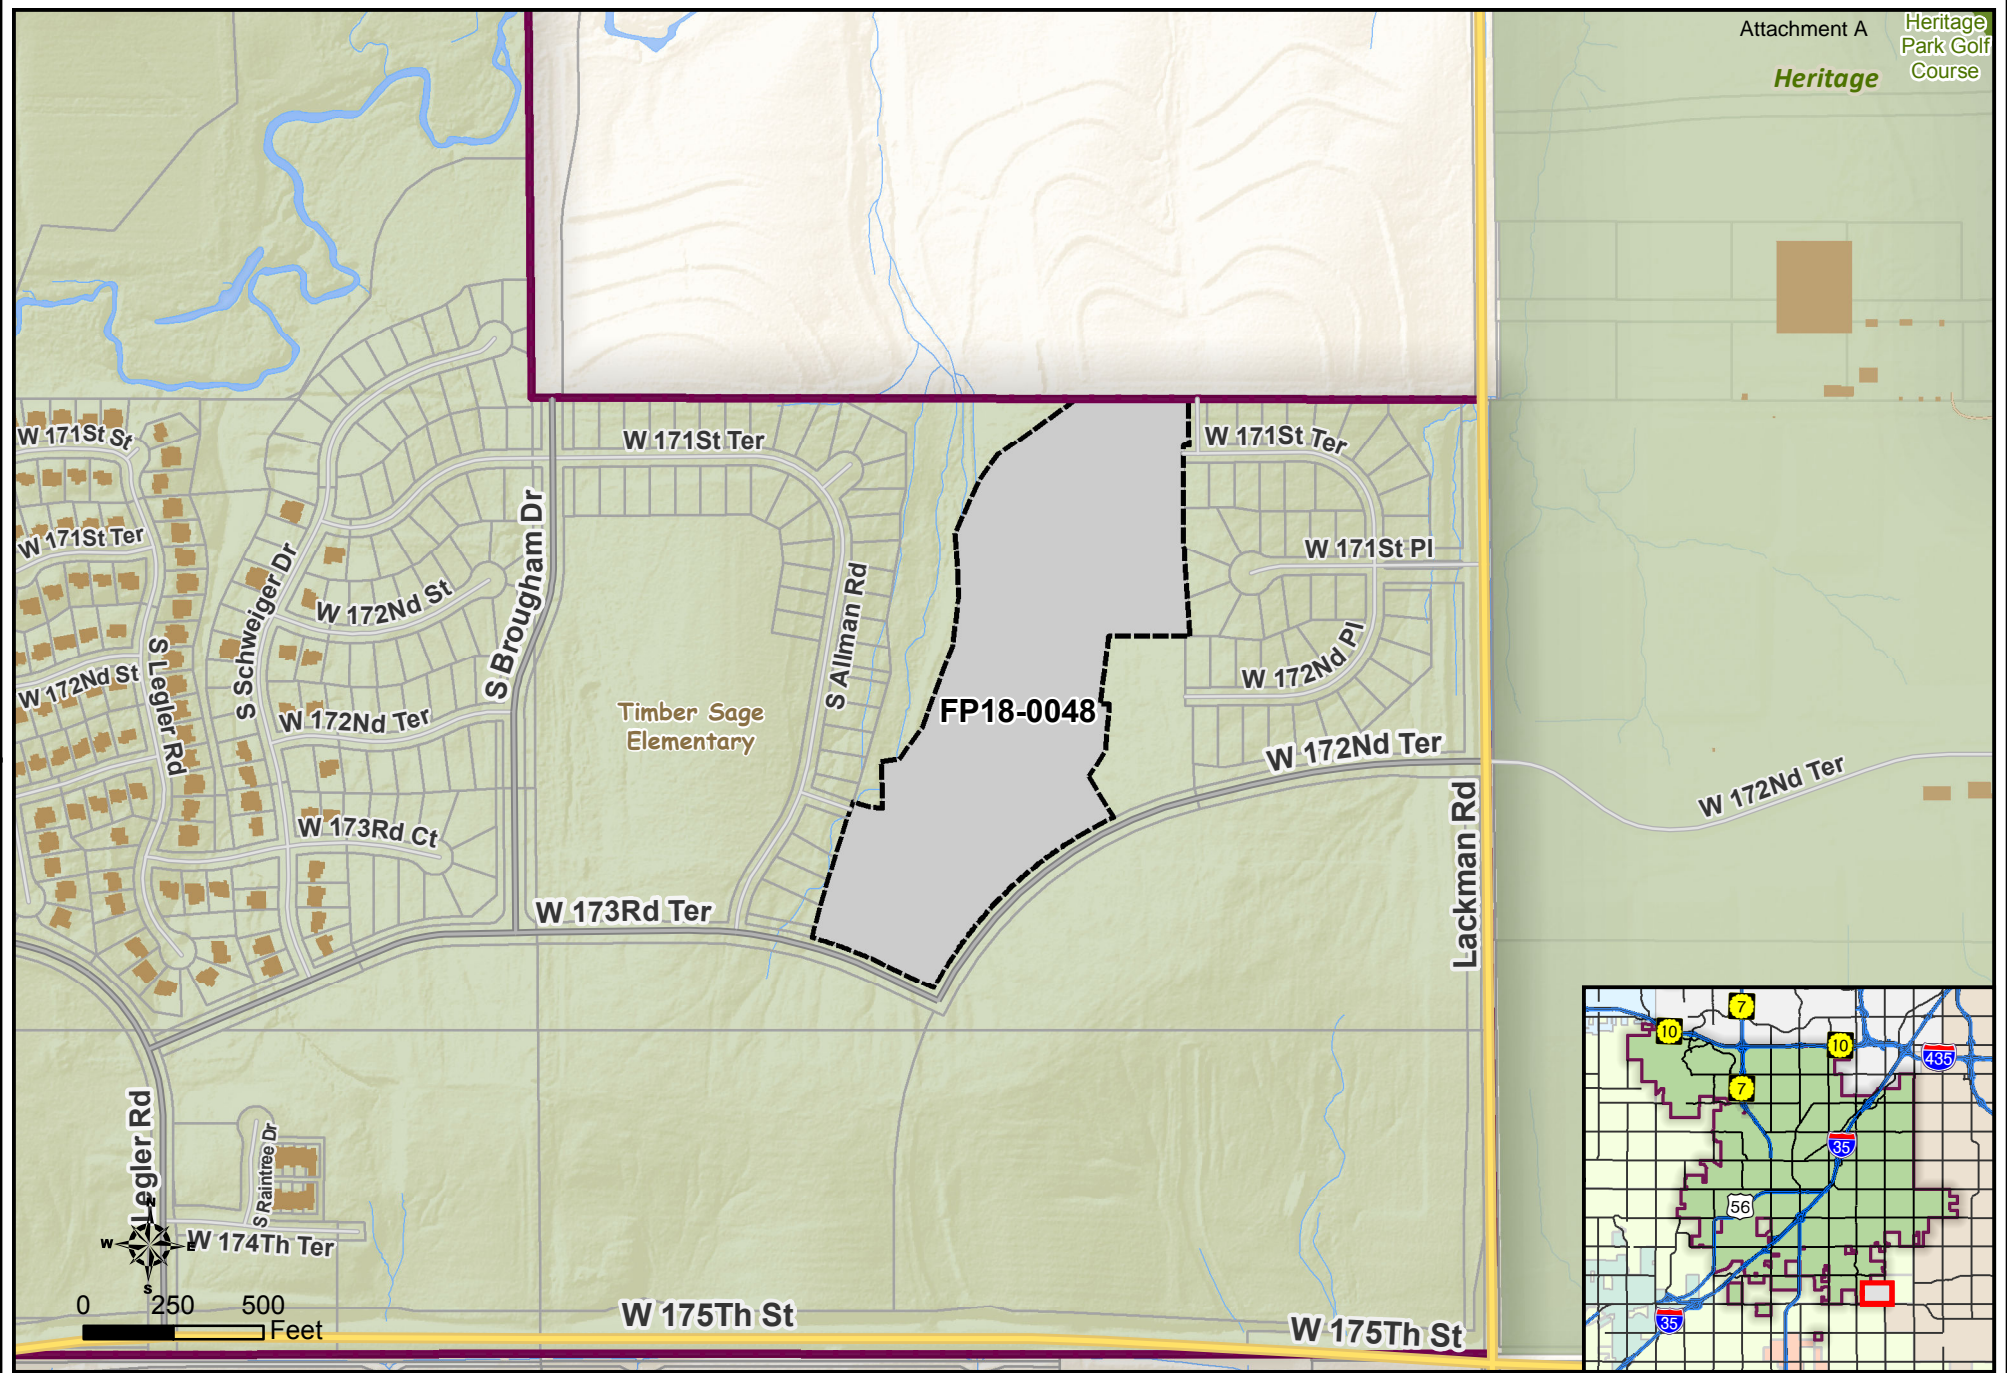 Attachment A
Heritage
Park Golf
Course
Heritage
W 171St St
W 171St Ter
W 171St Ter
W 171St Ter
W 171St Pl
W 172Nd St
W 172Nd St
S Schweiger Dr
S Legler Rd
S Brougham Dr
S Allman Rd
W 172Nd Pl
W 172Nd Ter
Timber Sage
Elementary
FP18-0048
W 172Nd Ter
W 172Nd Ter
W 173Rd Ct
W 173Rd Ter
Lackman Rd
Legler Rd
S Raintree Dr
W 174Th Ter
N
W
E
S
0 250 500
Feet
W 175Th St
W 175Th St
7
10
10
435
7
35
56
35